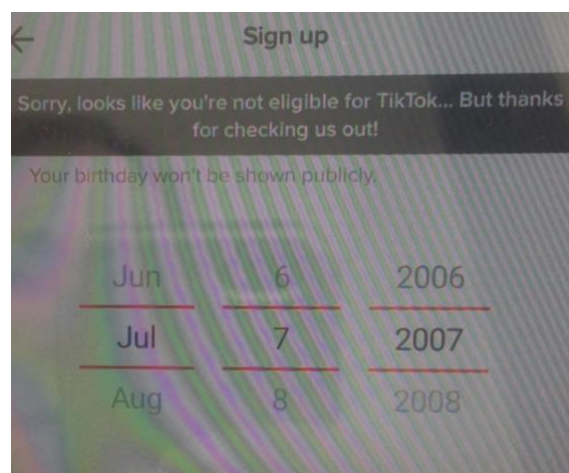 Sign up
Sorry, looks like you're not eligible for TikTok... But thanks
for checking us out!
Your birthday won't be shown publicly.
Jun 6 2006
Jul 7 2007
Aug 8 2008